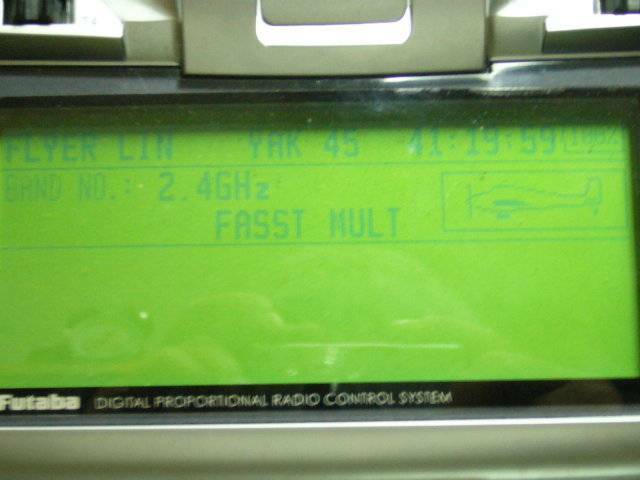 FLYER LIN YAK 45 41:19:59 100%
BAND NO.: 2.4GHz
FASST MULT
Futaba DIGITAL PROPORTIONAL RADIO CONTROL SYSTEM